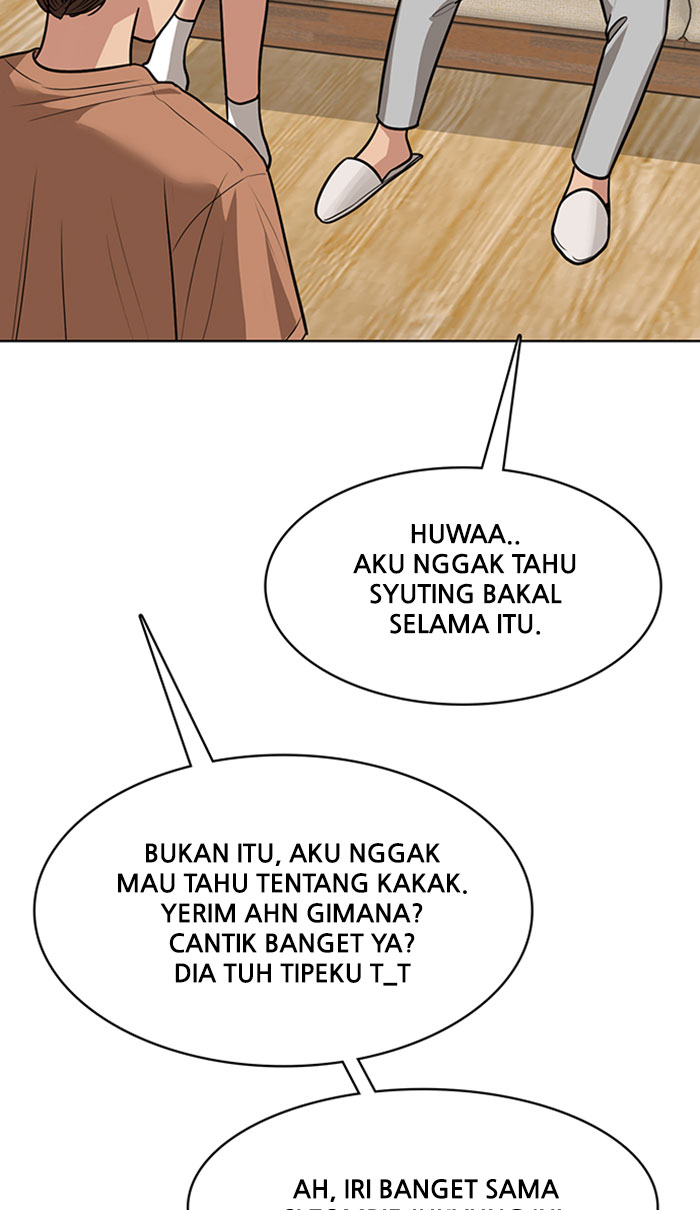 HUWAA..
AKU NGGAK TAHU
SYUTING BAKAL
SELAMA ITU.
BUKAN ITU, AKU NGGAK
MAU TAHU TENTANG KAKAK.
YERIM AHN GIMANA?
CANTIK BANGET YA?
DIA TUH TIPEKU T_T
AH, IRI BANGET SAMA